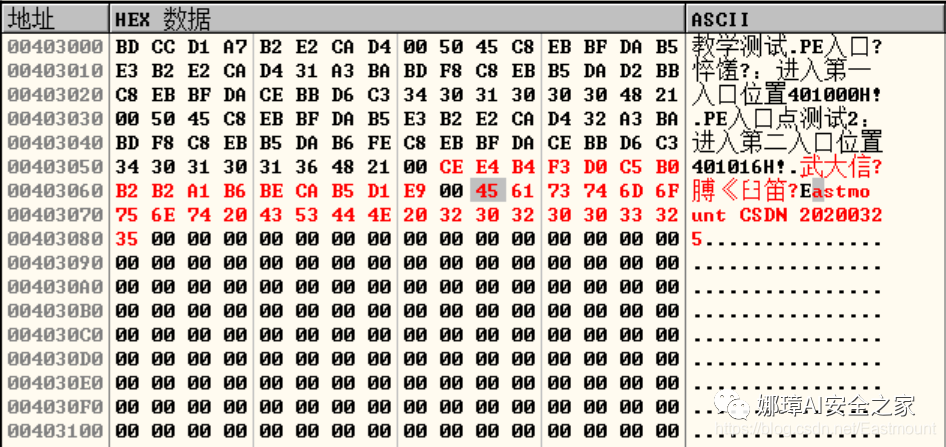 地址 HEX 数据 ASCII
00403000 BD CC D1 A7 B2 E2 CA D4 00 50 45 C8 EB BF DA B5 教学测试.PE入口?
00403010 E3 B2 E2 CA D4 31 A3 BA BD F8 C8 EB B5 DA D2 BB 悴馐?：进入第一
00403020 C8 EB BF DA CE BB D6 C3 34 30 31 30 30 30 48 21 入口位置401000H!
00403030 00 50 45 C8 EB BF DA B5 E3 B2 E2 CA D4 32 A3 BA .PE入口点测试2：
00403040 BD F8 C8 EB B5 DA B6 FE C8 EB BF DA CE BB D6 C3 进入第二入口位置
00403050 34 30 31 30 31 36 48 21 00 CE E4 B4 F3 D0 C5 B0 401016H!.武大信?
00403060 B2 B2 A1 B6 BE CA B5 D1 E9 00 45 61 73 74 6D 6F 膊《臼笛?Eastmo
00403070 75 6E 74 20 43 53 44 4E 20 32 30 32 30 30 33 32 unt CSDN 2020032
00403080 35 00 00 00 00 00 00 00 00 00 00 00 00 00 00 00 5...............
00403090 00 00 00 00 00 00 00 00 00 00 00 00 00 00 00 00 ................
004030A0 00 00 00 00 00 00 00 00 00 00 00 00 00 00 00 00 ................
004030B0 00 00 00 00 00 00 00 00 00 00 00 00 00 00 00 00 ................
004030C0 00 00 00 00 00 00 00 00 00 00 00 00 00 00 00 00 ................
004030D0 00 00 00 00 00 00 00 00 00 00 00 00 00 00 00 00 ................
004030E0 00 00 00 00 00 00 00 00 00 00 00 00 00 00 00 00 ................
004030F0 00 00 00 00 00 00 00 00 00 00 00 00 00 00 00 00
00403100 00 00 00 00 00 00 00 00 00 00 00 00 00 00 00 00
娜璋AI安全之家
https://blog.csdn.net/Eastmount